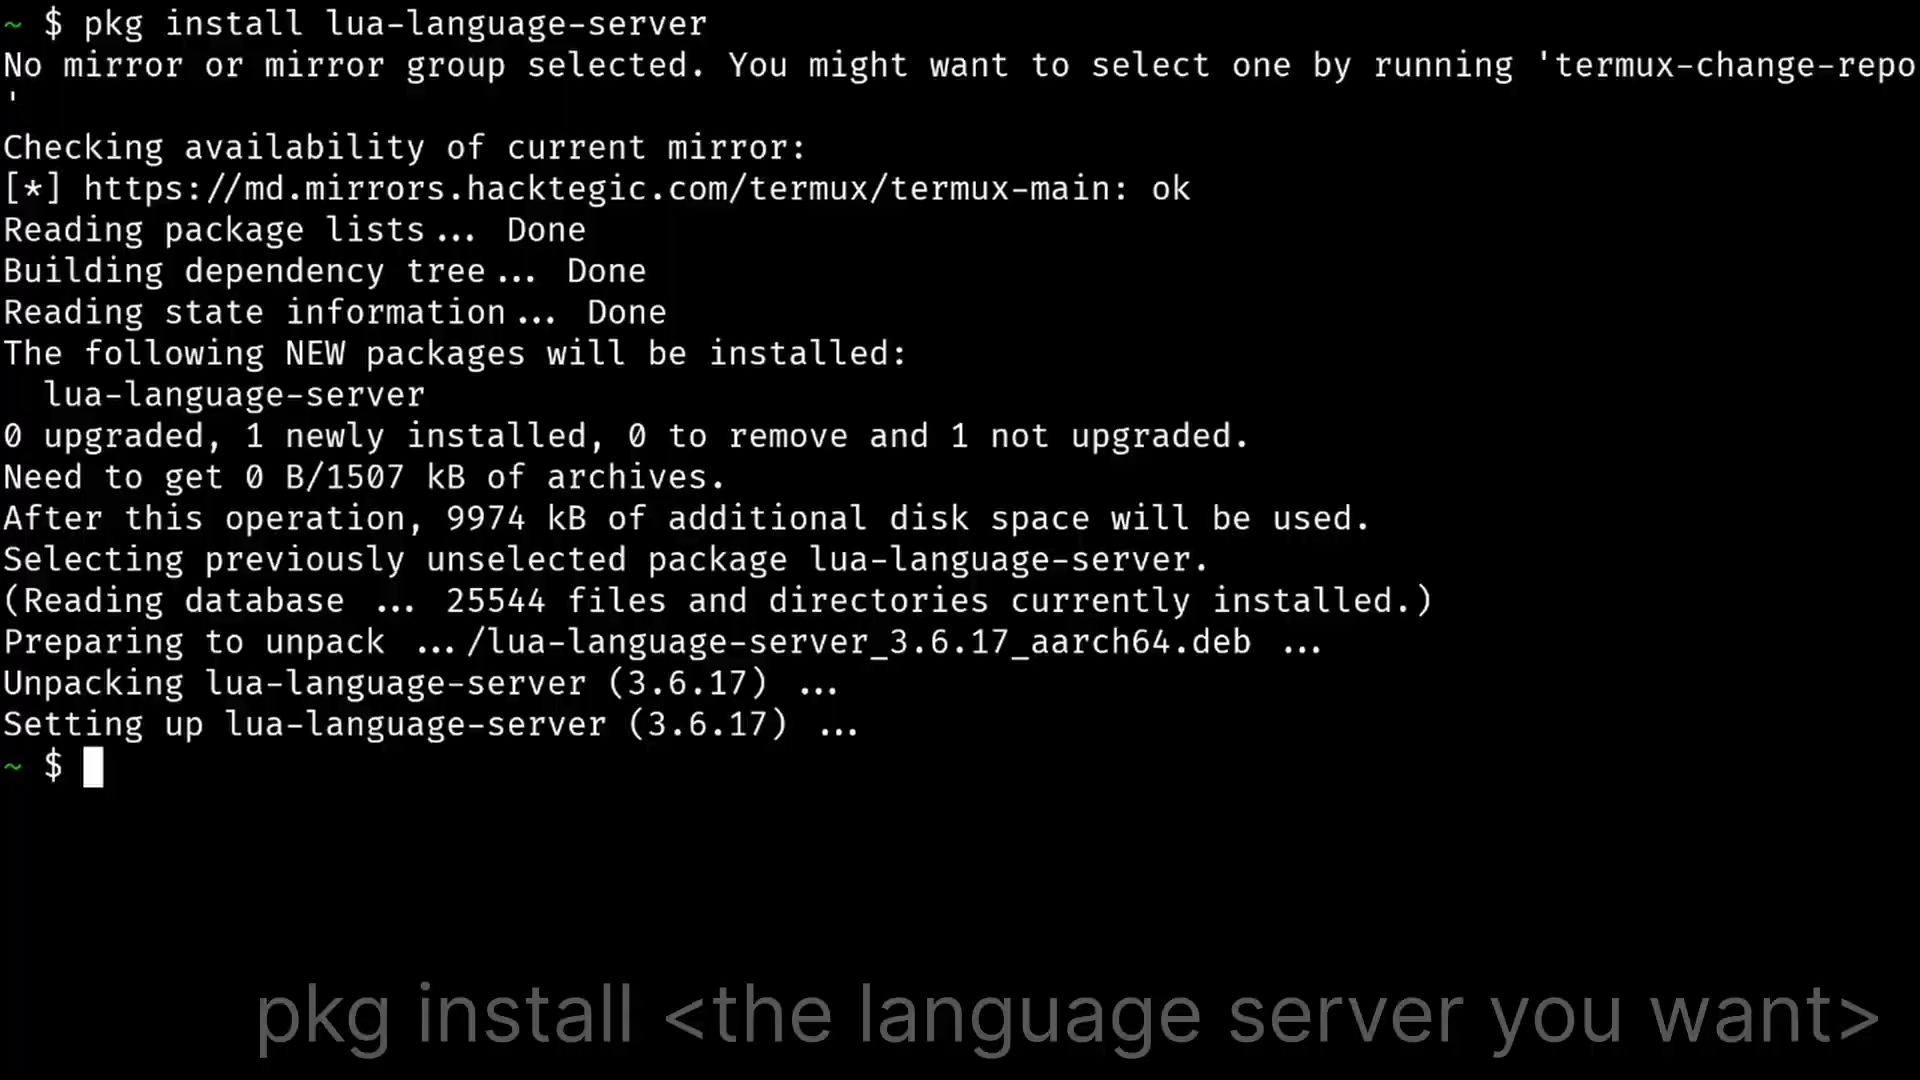 ~ $ pkg install lua-language-server
No mirror or mirror group selected. You might want to select one by running 'termux-change-repo
'
Checking availability of current mirror:
[*] https://md.mirrors.hacktegic.com/termux/termux-main: ok
Reading package lists... Done
Building dependency tree... Done
Reading state information... Done
The following NEW packages will be installed:
  lua-language-server
0 upgraded, 1 newly installed, 0 to remove and 1 not upgraded.
Need to get 0 B/1507 kB of archives.
After this operation, 9974 kB of additional disk space will be used.
Selecting previously unselected package lua-language-server.
(Reading database ... 25544 files and directories currently installed.)
Preparing to unpack .../lua-language-server_3.6.17_aarch64.deb ...
Unpacking lua-language-server (3.6.17) ...
Setting up lua-language-server (3.6.17) ...
~ $
pkg install <the language server you want>